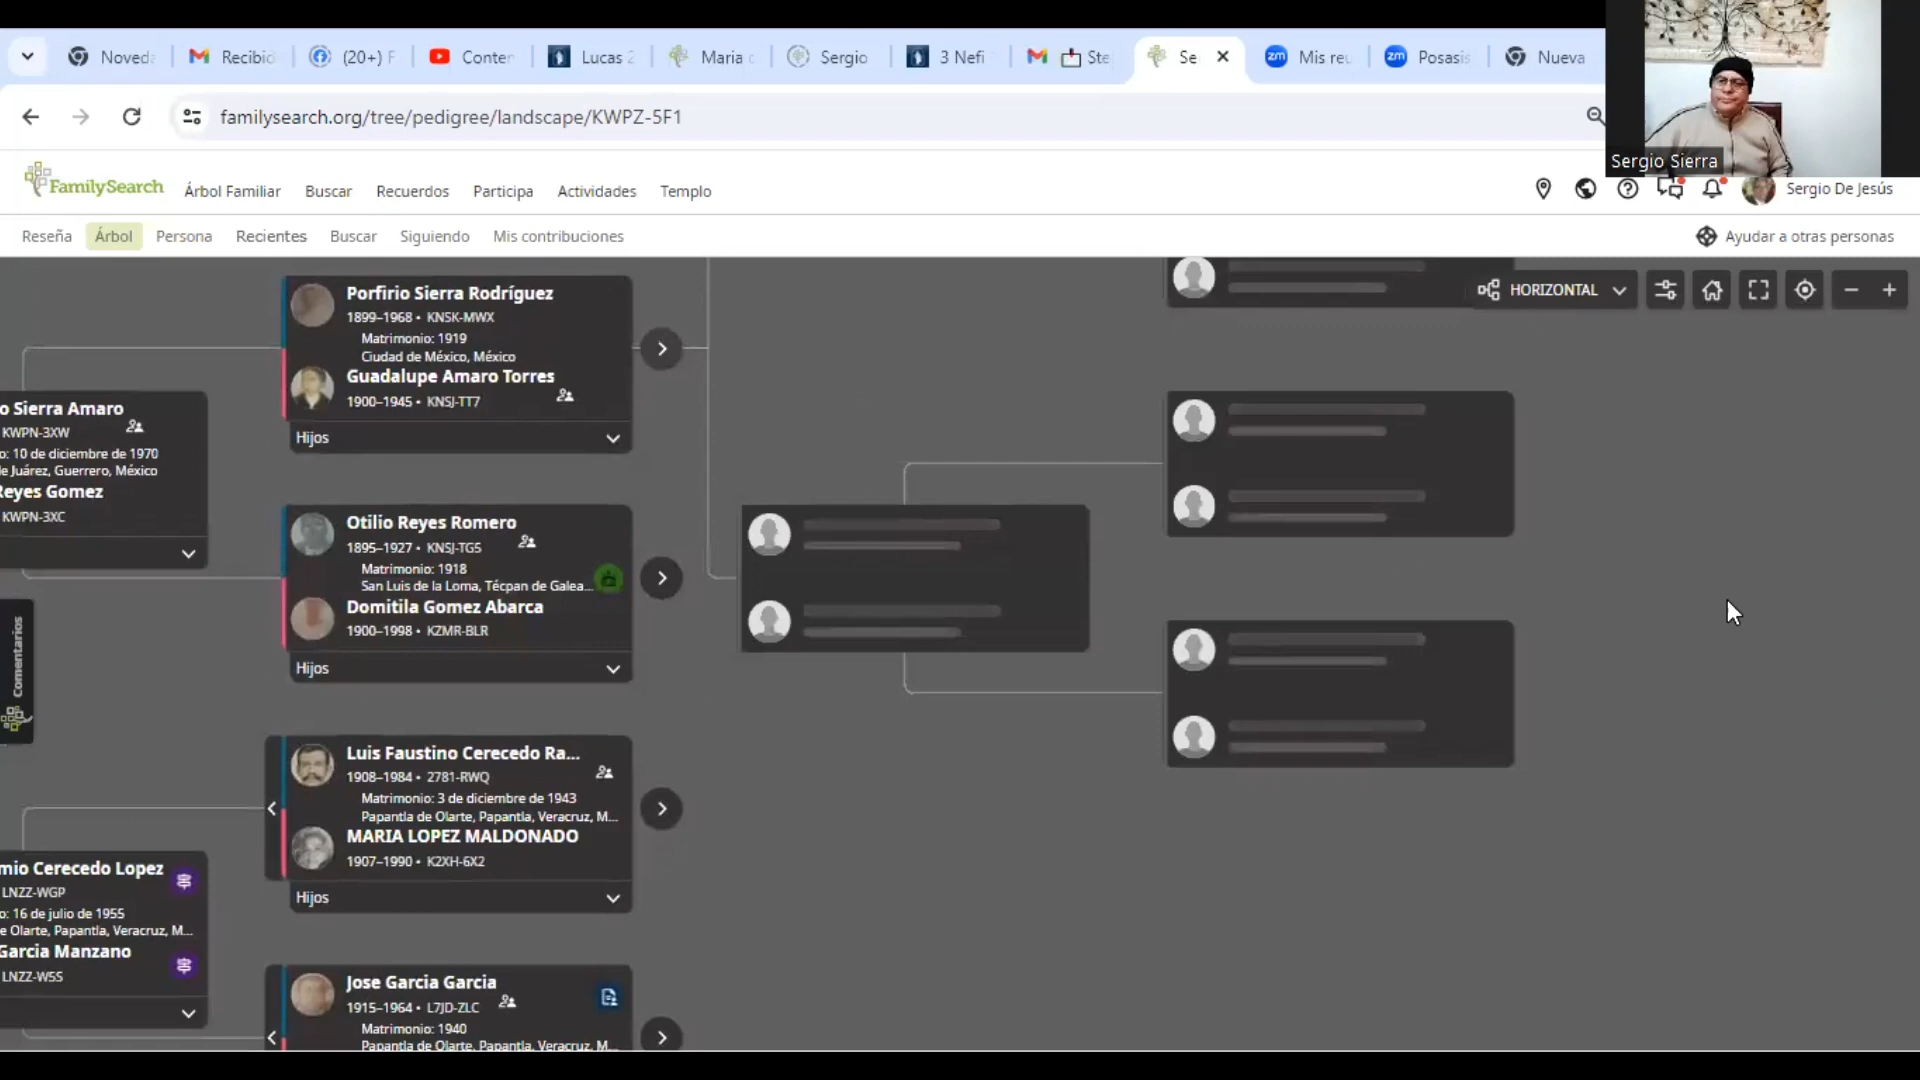 Noved
Recibid
(20+) F
Conten
Lucas 2
Maria
Sergio
3 Nefi
Ste
Se
Mis reu
Posasis
Nueva
familysearch.org/tree/pedigree/landscape/KWPZ-5F1
Sergio Sierra
FamilySearch
Árbol Familiar
Buscar
Recuerdos
Participa
Actividades
Templo
Sergio De Jesús
Reseña
Árbol
Persona
Recientes
Buscar
Siguiendo
Mis contribuciones
Ayudar a otras personas
HORIZONTAL
Porfirio Sierra Rodríguez
1899–1968 • KNSK-MWX
Matrimonio: 1919
Ciudad de México, México
Guadalupe Amaro Torres
1900–1945 • KNSJ-TT7
Hijos
o Sierra Amaro
KWPN-3XW
o: 10 de diciembre de 1970
e Juárez, Guerrero, México
Reyes Gomez
KWPN-3XC
Otilio Reyes Romero
1895–1927 • KNSJ-TG5
Matrimonio: 1918
San Luis de la Loma, Técpan de Galea...
Domitila Gomez Abarca
1900–1998 • KZMR-BLR
Hijos
Comentarios
Luis Faustino Cerecedo Ra...
1908–1984 • 2781-RWQ
Matrimonio: 3 de diciembre de 1943
Papantla de Olarte, Papantla, Veracruz, M...
MARIA LOPEZ MALDONADO
1907–1990 • K2XH-6X2
Hijos
mio Cerecedo Lopez
LNZZ-WGP
o: 16 de julio de 1955
e Olarte, Papantla, Veracruz, M...
Garcia Manzano
LNZZ-W5S
Jose Garcia Garcia
1915–1964 • L7JD-ZLC
Matrimonio: 1940
Papantla de Olarte, Papantla, Veracruz, M...